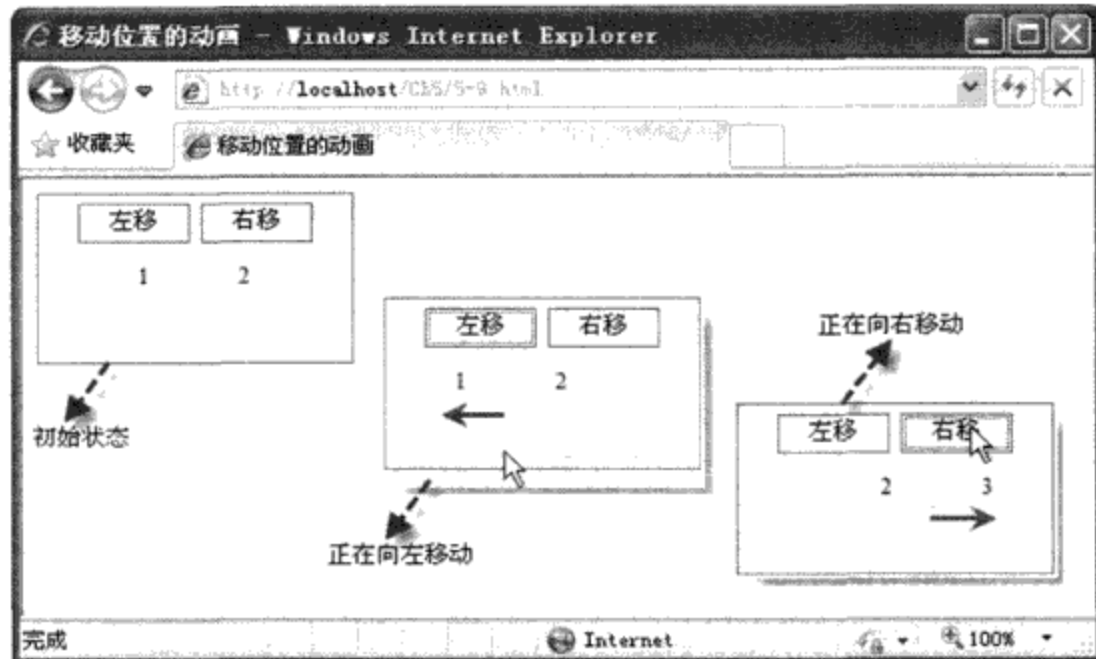 移动位置的动画 - Windows Internet Explorer
http://localhost/Ch5/5-9.html
收藏夹
移动位置的动画
左移 右移
1 2
初始状态
左移 右移
1 2
正在向左移动
正在向右移动
左移 右移
2 3
完成
Internet
100%